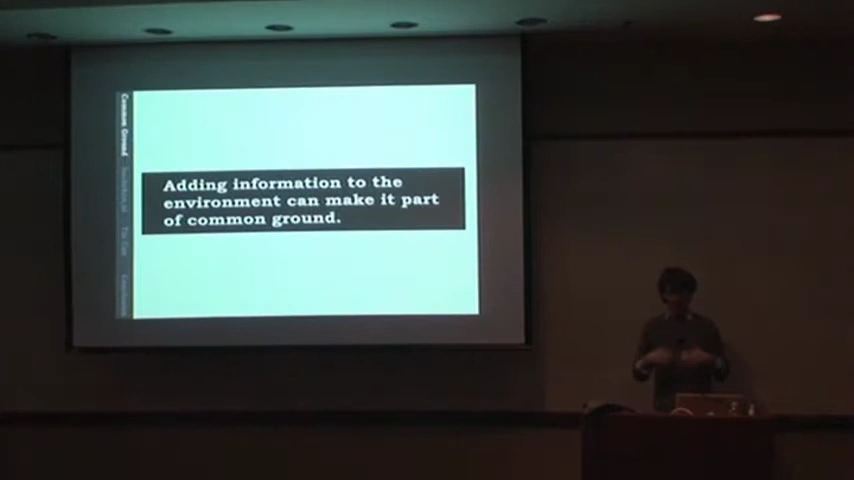 Adding information to the
environment can make it part
of common ground.
Common Ground